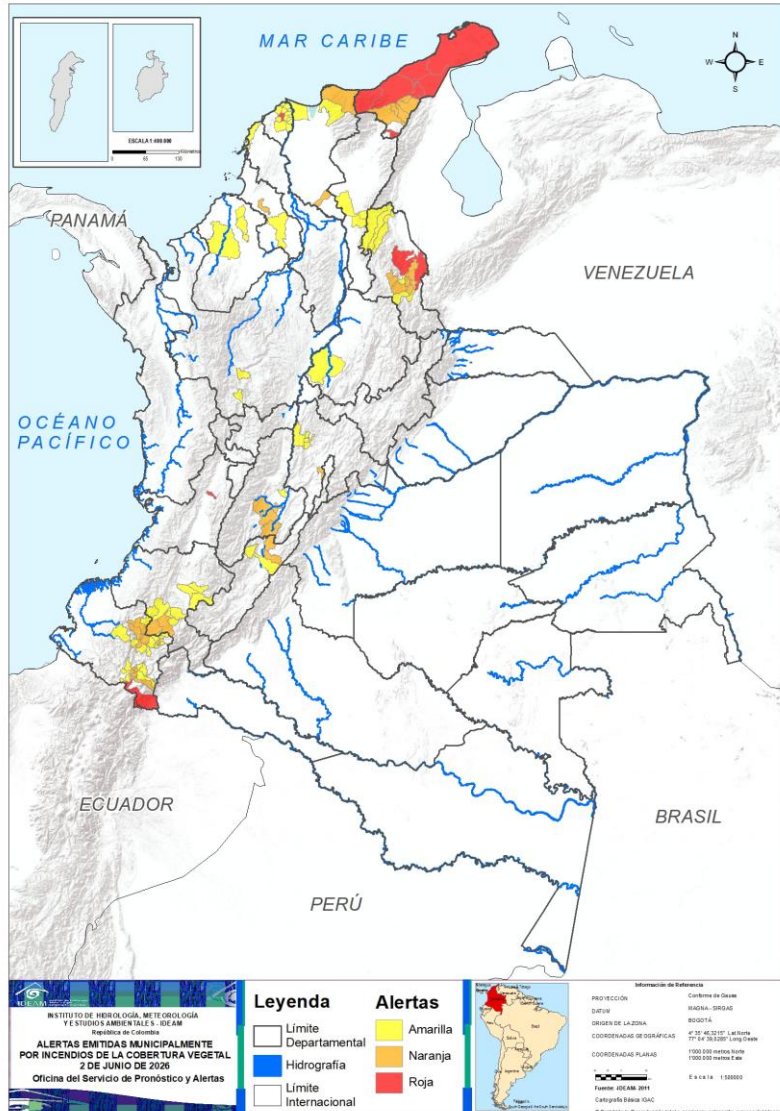 MAR CARIBE
N
W
E
S
ESCALA 1:400.000
PANAMÁ
VENEZUELA
OCÉANO
PACÍFICO
ECUADOR
BRASIL
PERÚ
IDEAM
INSTITUTO DE HIDROLOGÍA, METEOROLOGÍA
Y ESTUDIOS AMBIENTALES - IDEAM
República de Colombia
ALERTAS EMITIDAS MUNICIPALMENTE
POR INCENDIOS DE LA COBERTURA VEGETAL
2 DE JUNIO DE 2026
Oficina del Servicio de Pronóstico y Alertas
Leyenda
Límite
Departamental
Hidrografía
Límite
Internacional
Alertas
Amarilla
Naranja
Roja
Información de Referencia
PROYECCIÓN Conforme de Gauss
DATUM MAGNA - SIRGAS
ORIGEN DE LA ZONA BOGOTÁ
COORDENADAS GEOGRÁFICAS
COORDENADAS PLANAS 1'000.000 metros Norte
1'000.000 metros Este
Fuente: IDEAM. 2011
Cartografía Básica IGAC